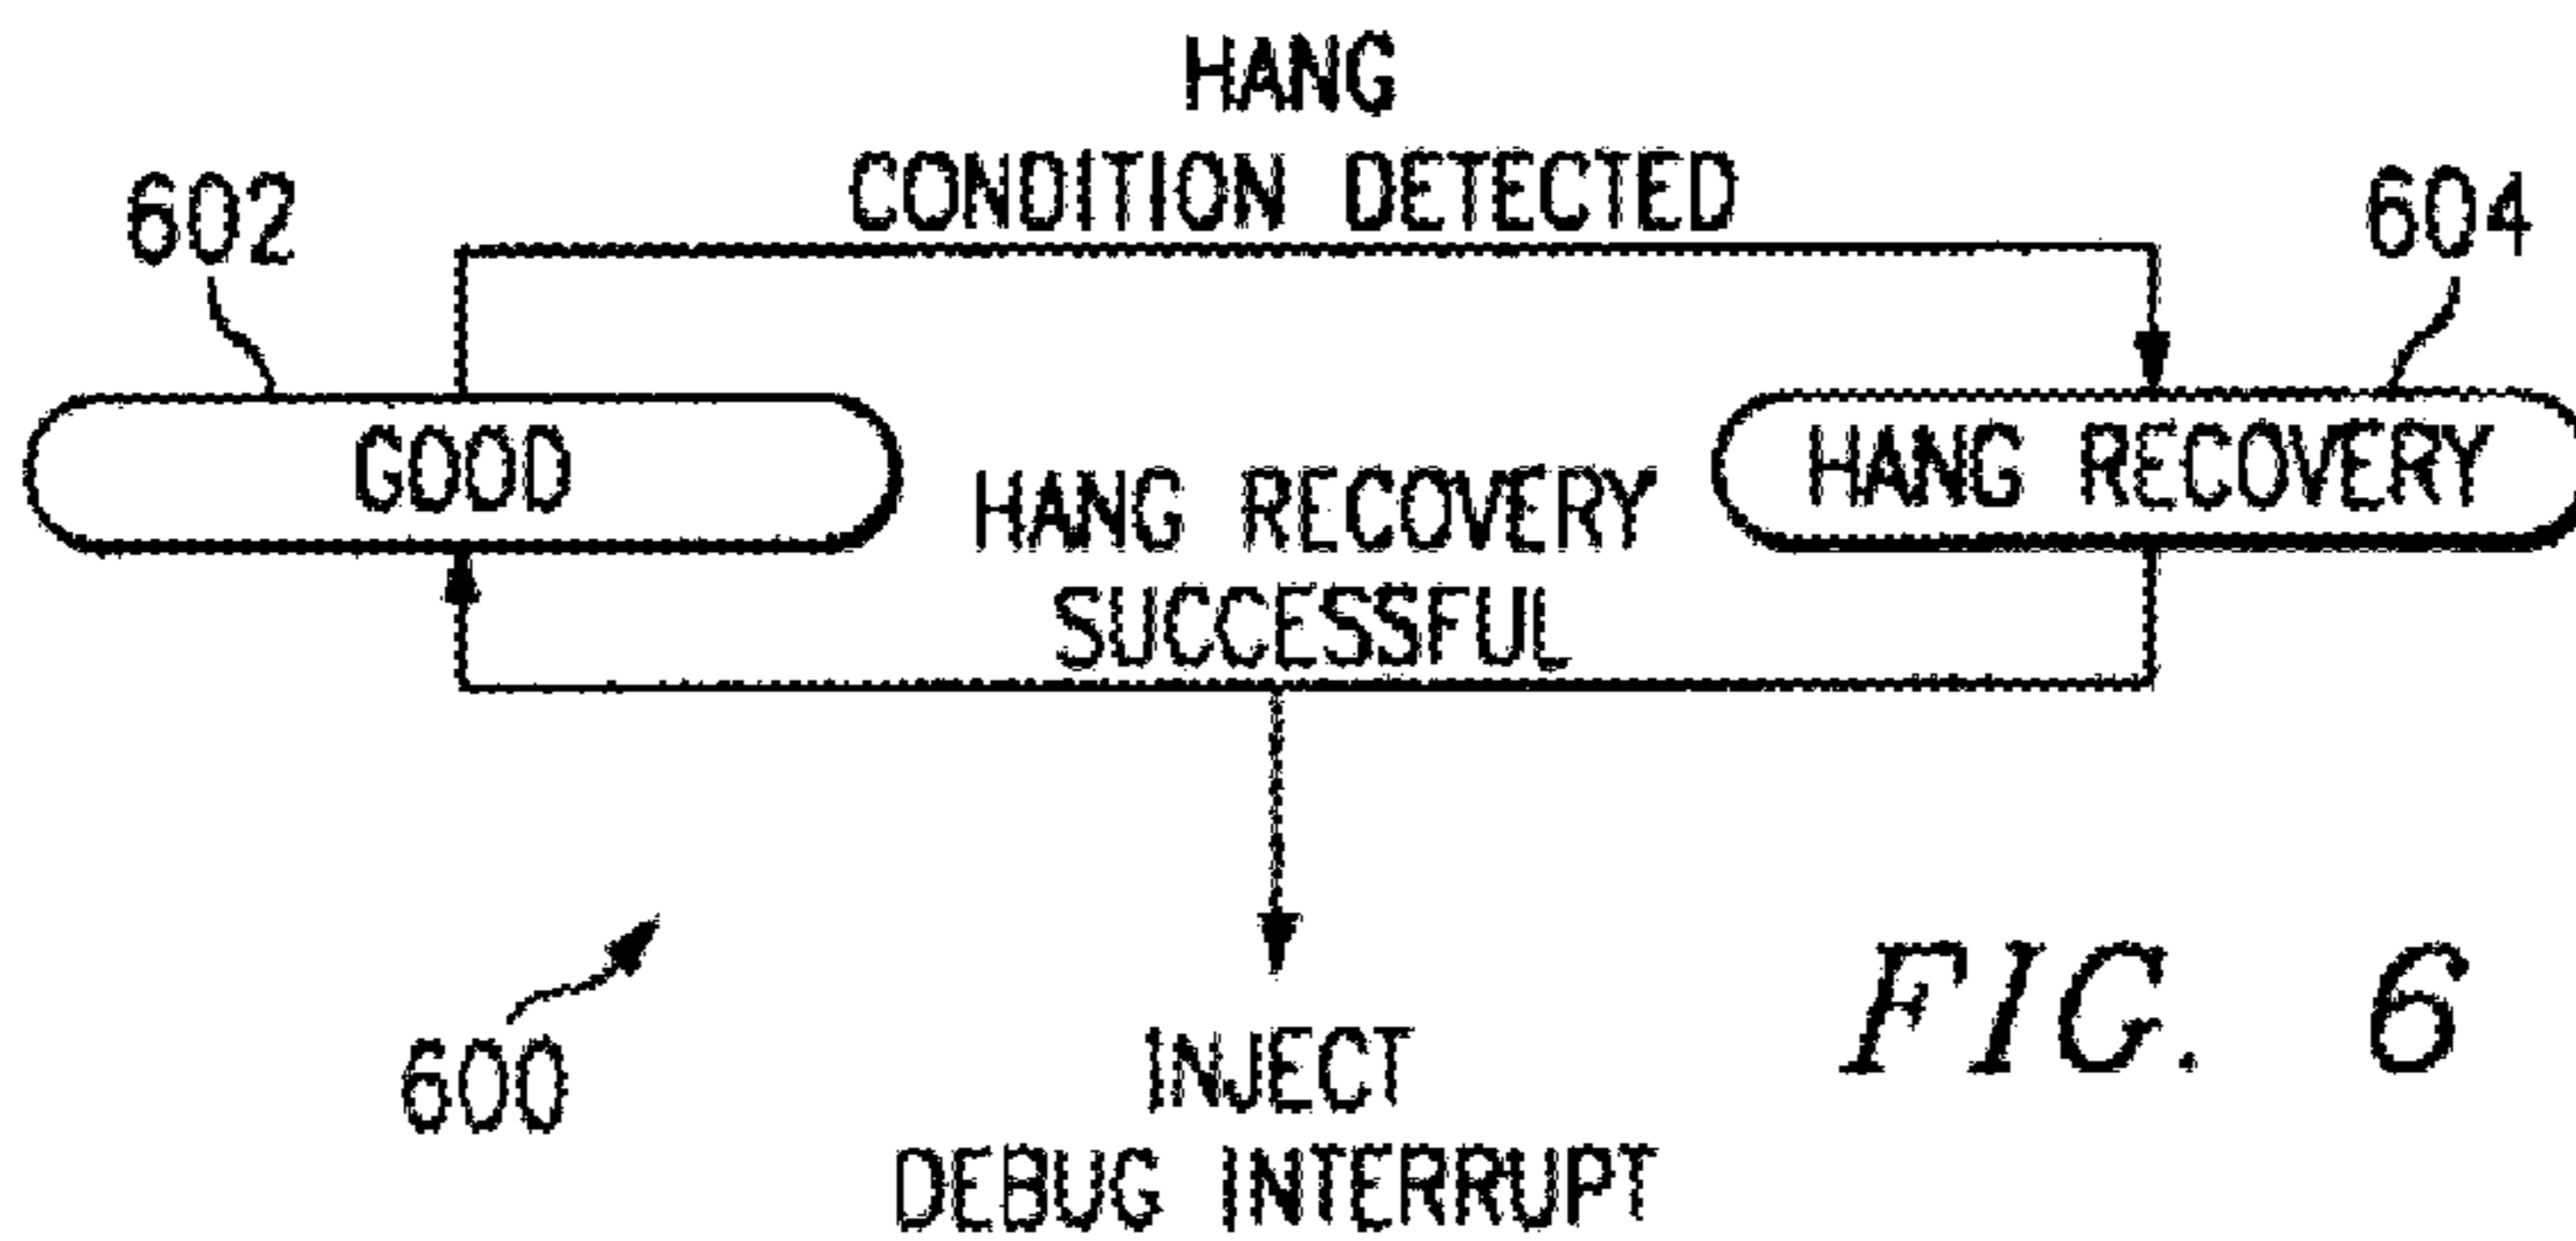 HANG
CONDITION DETECTED
602
604
GOOD
HANG RECOVERY
HANG RECOVERY
SUCCESSFUL
600
INJECT
DEBUG INTERRUPT
FIG. 6